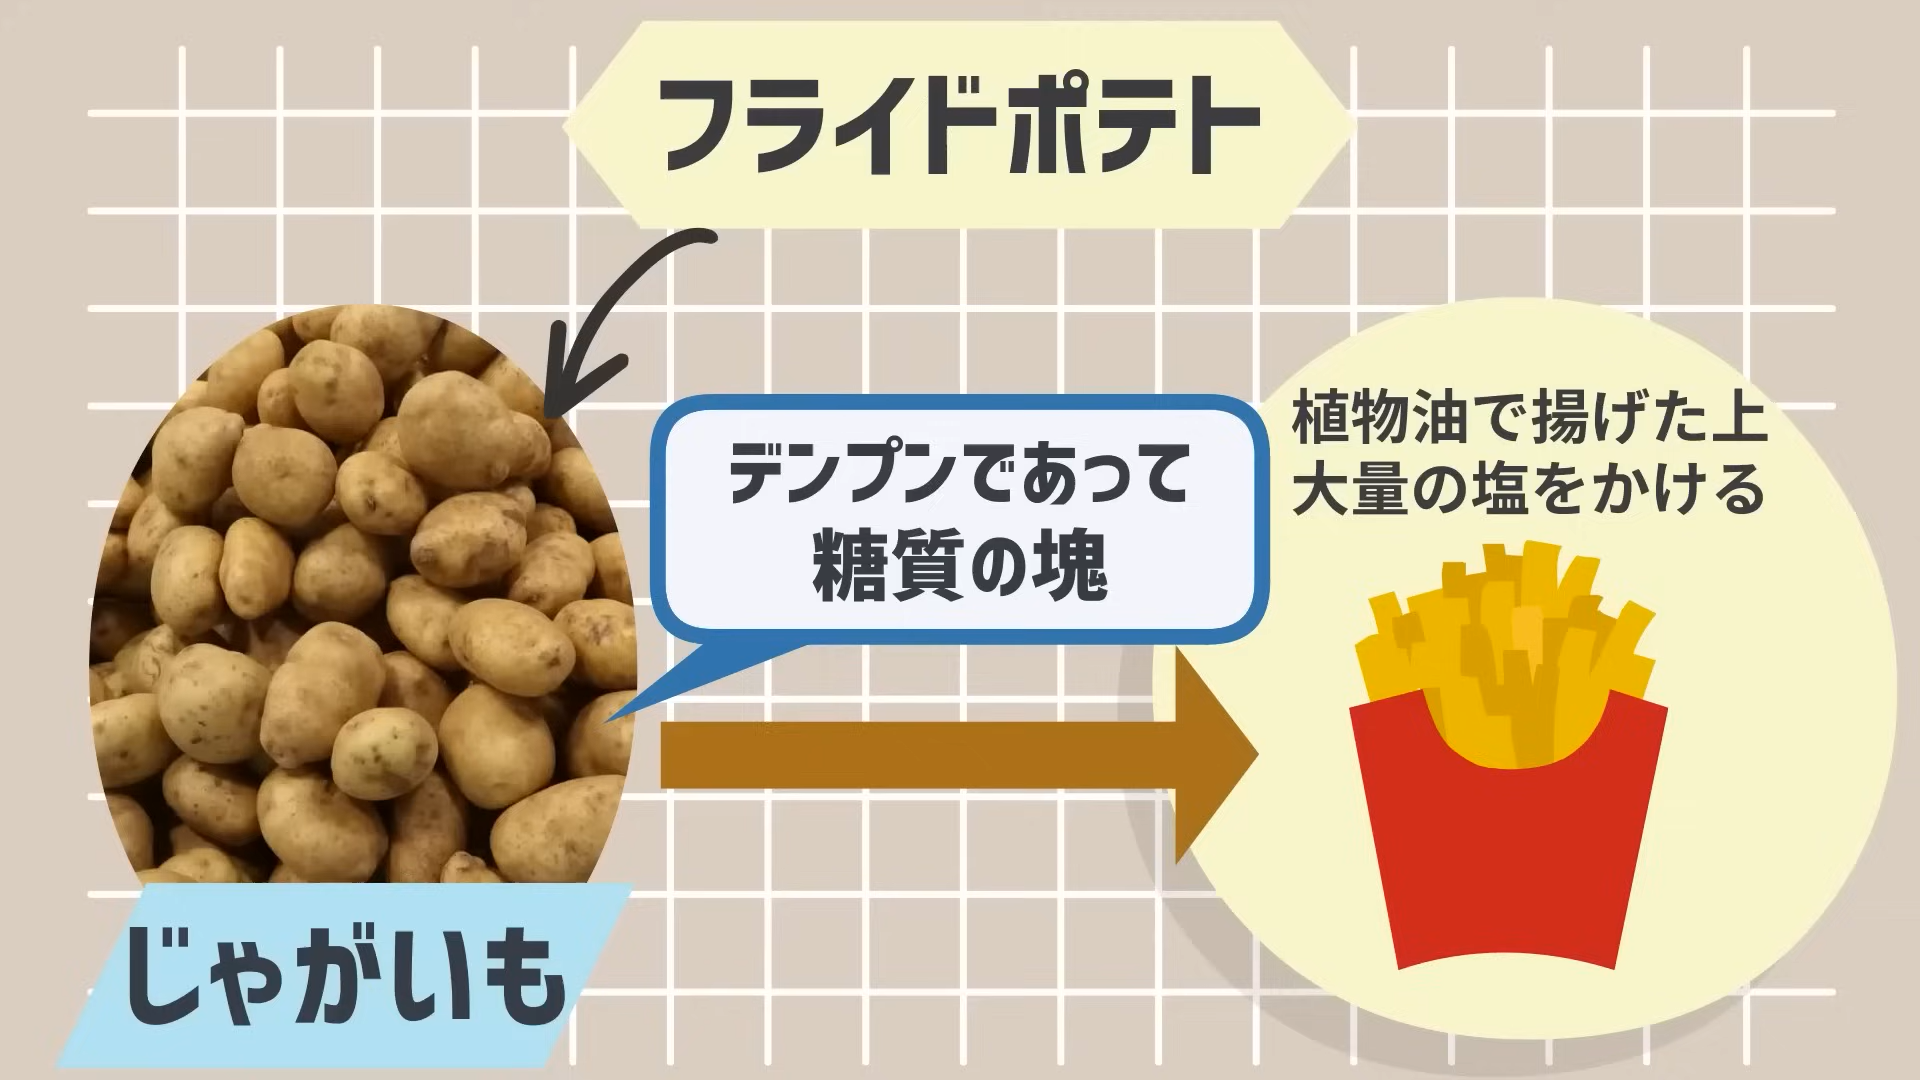 フライドポテト
デンプンであって
糖質の塊
植物油で揚げた上
大量の塩をかける
じゃがいも